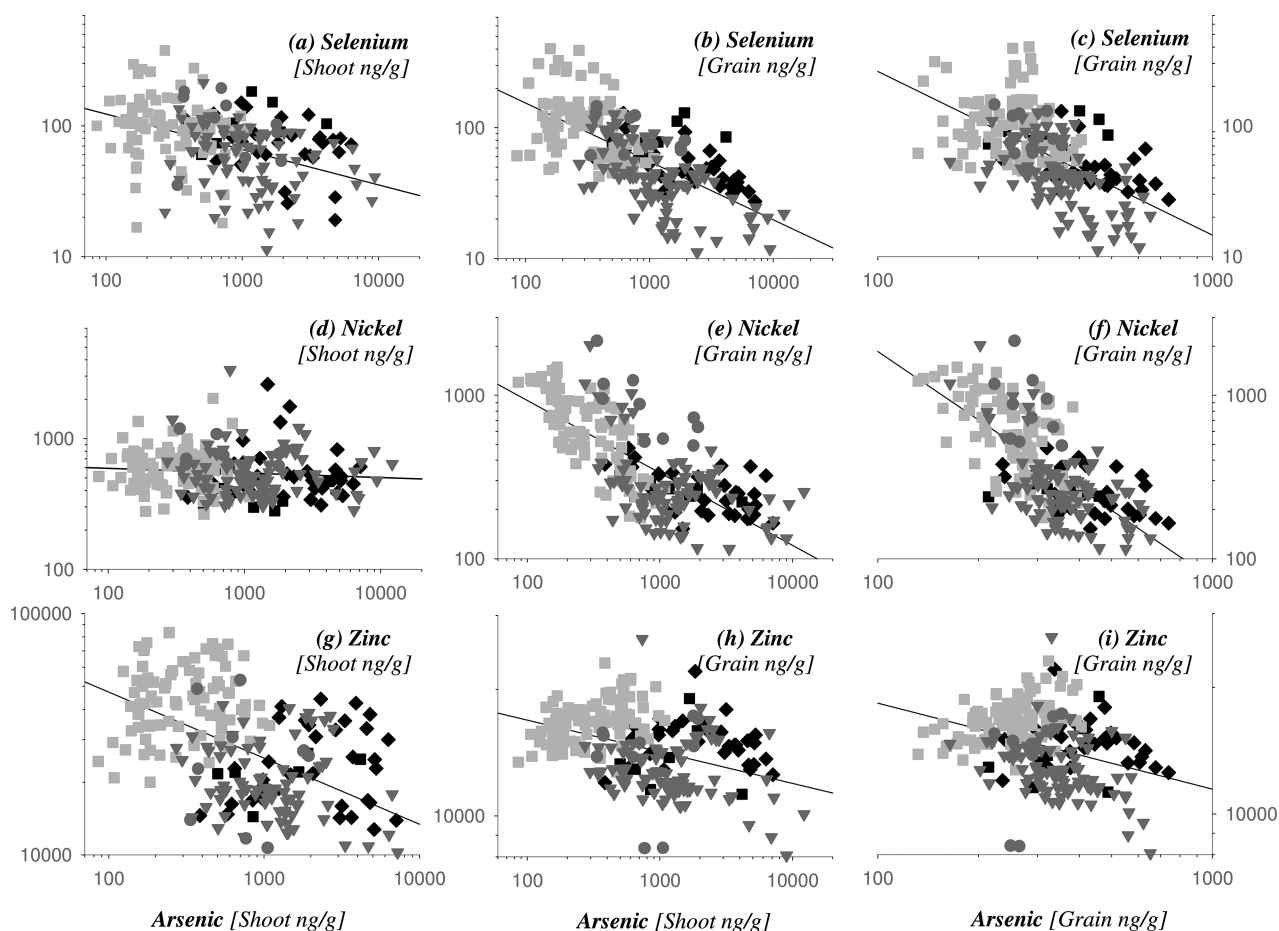 (a) Selenium
[Shoot ng/g]
100
10
100 1000 10000
(b) Selenium
[Grain ng/g]
100
10
100 1000 10000
(c) Selenium
[Grain ng/g]
100
10
100 1000
(d) Nickel
[Shoot ng/g]
1000
100
100 1000 10000
(e) Nickel
[Grain ng/g]
1000
100
100 1000 10000
(f) Nickel
[Grain ng/g]
1000
100
100 1000
(g) Zinc
[Shoot ng/g]
100000
10000
100 1000 10000
(h) Zinc
[Grain ng/g]
10000
100 1000 10000
(i) Zinc
[Grain ng/g]
10000
100 1000
Arsenic [Shoot ng/g]
Arsenic [Shoot ng/g]
Arsenic [Grain ng/g]